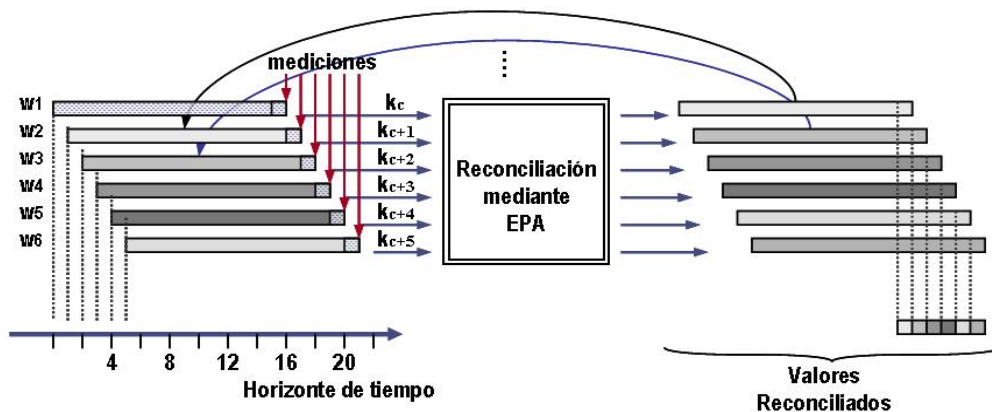 mediciones
⋮
w1 kc
w2 kc+1
w3 kc+2
w4 kc+3
w5 kc+4
w6 kc+5
Reconciliación
mediante
EPA
4 8 12 16 20
Horizonte de tiempo
Valores
Reconciliados